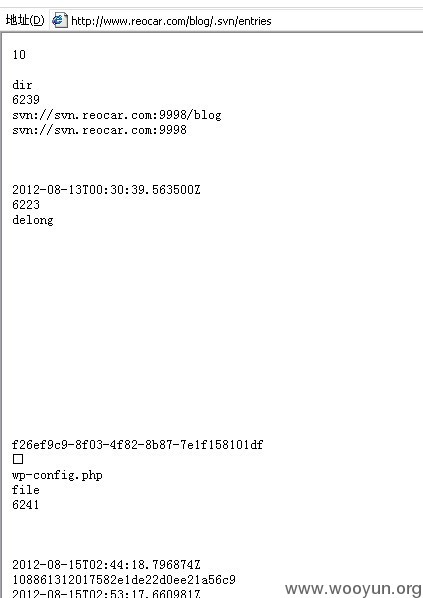 地址(D) http://www.reocar.com/blog/.svn/entries
10
dir
6239
svn://svn.reocar.com:9998/blog
svn://svn.reocar.com:9998
2012-08-13T00:30:39.563500Z
6223
delong
f26ef9c9-8f03-4f82-8b87-7e1f158101df
wp-config.php
file
6241
2012-08-15T02:44:18.796874Z
108861312017582e1de22d0ee21a56c9
2012-08-15T02:53:17.660981Z
www.wooyun.org